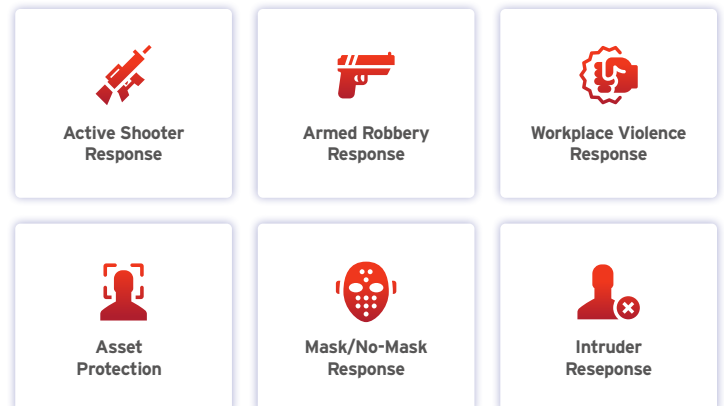 Active Shooter
Response
Armed Robbery
Response
Workplace Violence
Response
Asset
Protection
Mask/No-Mask
Response
Intruder
Reseponse